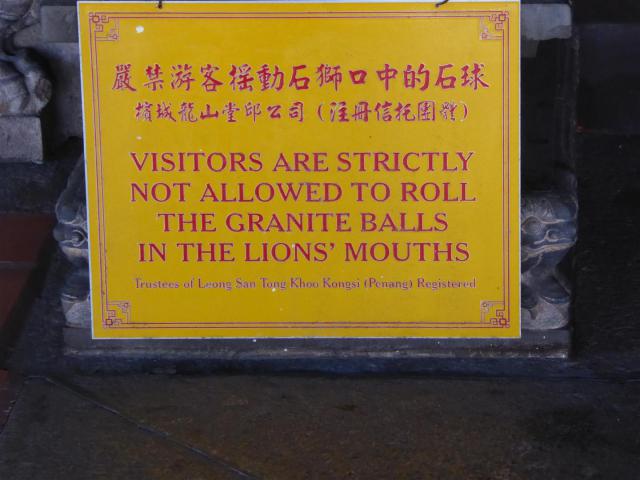 嚴禁游客摇動石獅口中的石球
檳城龍山堂邱公司（注冊信托團體）
VISITORS ARE STRICTLY
NOT ALLOWED TO ROLL
THE GRANITE BALLS
IN THE LIONS' MOUTHS
Trustees of Leong San Tong Khoo Kongsi (Penang) Registered